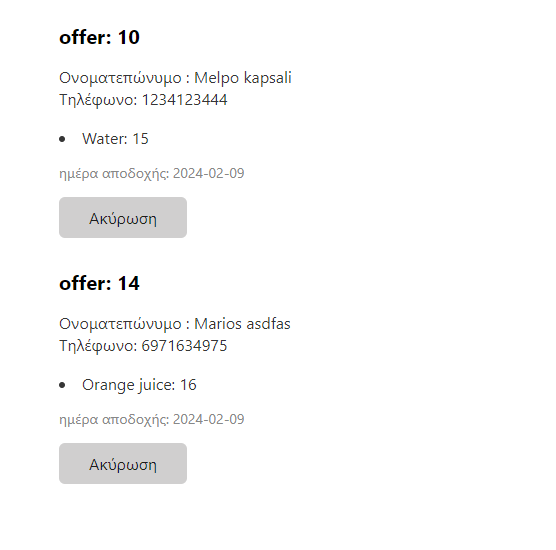 offer: 10
Ονοματεπώνυμο : Melpo kapsali
Τηλέφωνο: 1234123444
• Water: 15
ημέρα αποδοχής: 2024-02-09
Ακύρωση
offer: 14
Ονοματεπώνυμο : Marios asdfas
Τηλέφωνο: 6971634975
• Orange juice: 16
ημέρα αποδοχής: 2024-02-09
Ακύρωση